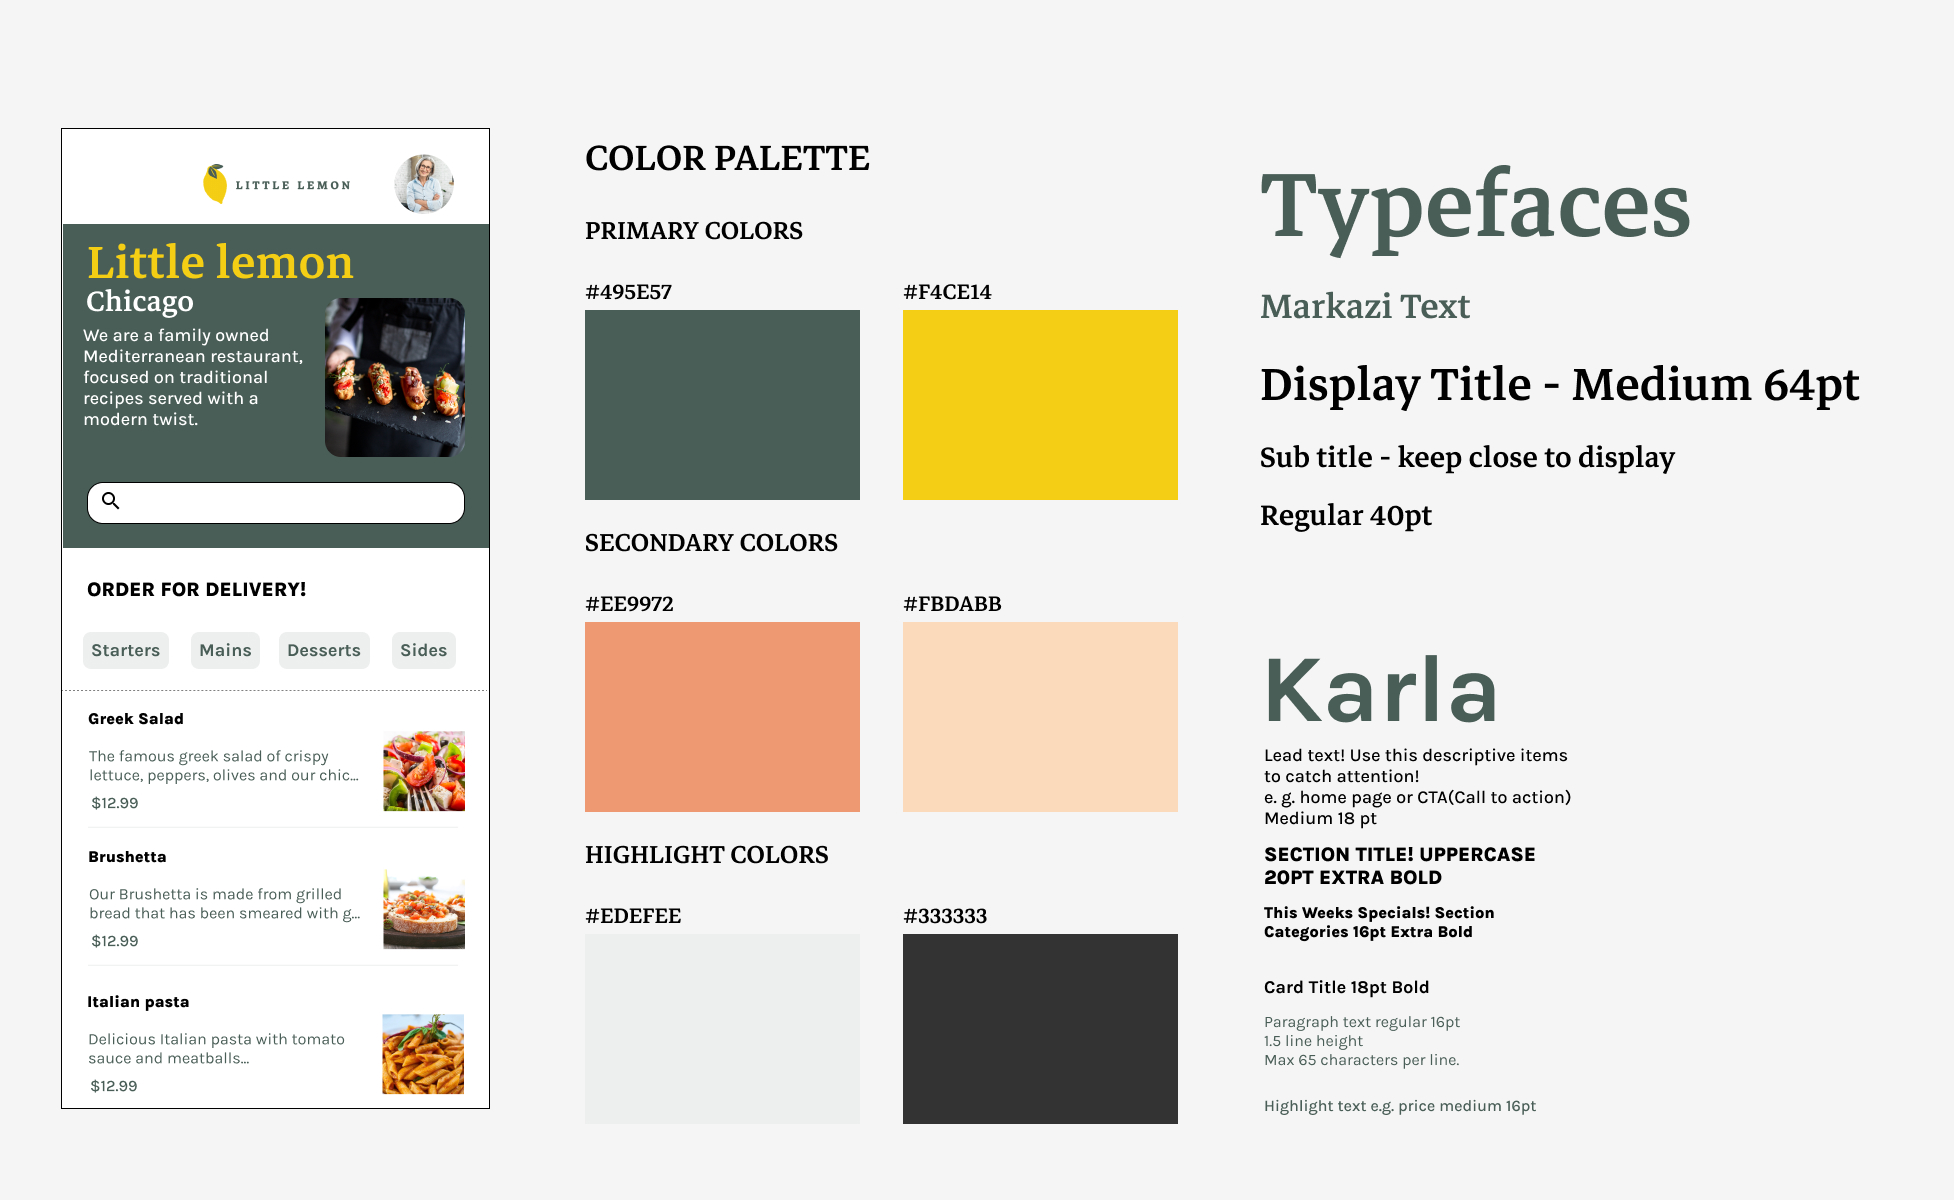 LITTLE LEMON
Little lemon
Chicago
We are a family owned
Mediterranean restaurant,
focused on traditional
recipes served with a
modern twist.
ORDER FOR DELIVERY!
Starters Mains Desserts Sides
Greek Salad
The famous greek salad of crispy
lettuce, peppers, olives and our chic...
$12.99
Brushetta
Our Brushetta is made from grilled
bread that has been smeared with g...
$12.99
Italian pasta
Delicious Italian pasta with tomato
sauce and meatballs...
$12.99
COLOR PALETTE
PRIMARY COLORS
#495E57 #F4CE14
SECONDARY COLORS
#EE9972 #FBDABB
HIGHLIGHT COLORS
#EDEFEE #333333
Typefaces
Markazi Text
Display Title - Medium 64pt
Sub title - keep close to display
Regular 40pt
Karla
Lead text! Use this descriptive items
to catch attention!
e. g. home page or CTA(Call to action)
Medium 18 pt
SECTION TITLE! UPPERCASE
20PT EXTRA BOLD
This Weeks Specials! Section
Categories 16pt Extra Bold
Card Title 18pt Bold
Paragraph text regular 16pt
1.5 line height
Max 65 characters per line.
Highlight text e.g. price medium 16pt